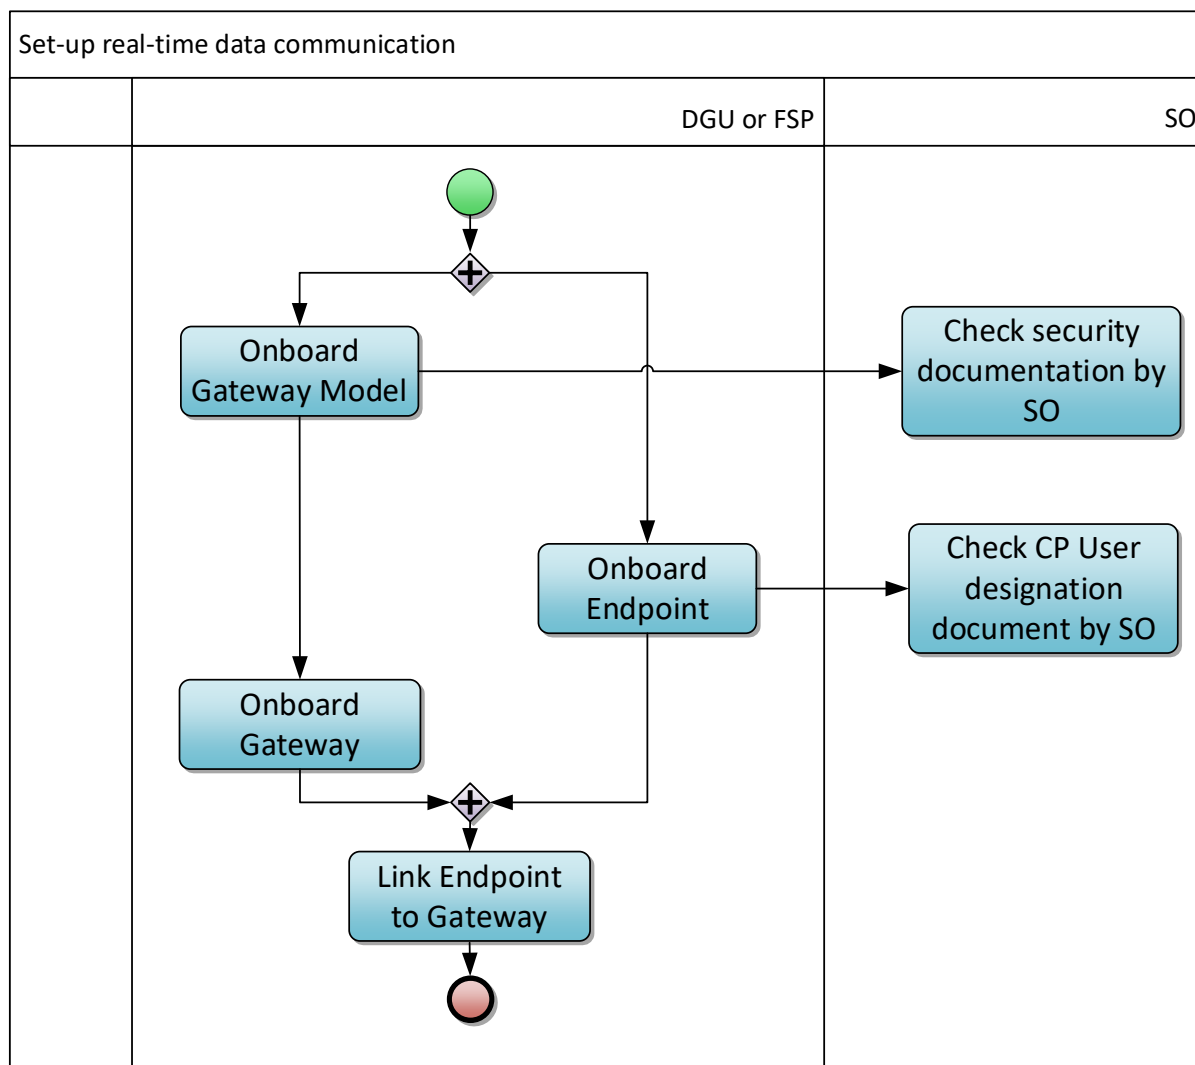 Set-up real-time data communication
DGU or FSP
SO
Onboard
Gateway Model
Check security
documentation by
SO
Onboard
Endpoint
Check CP User
designation
document by SO
Onboard
Gateway
Link Endpoint
to Gateway